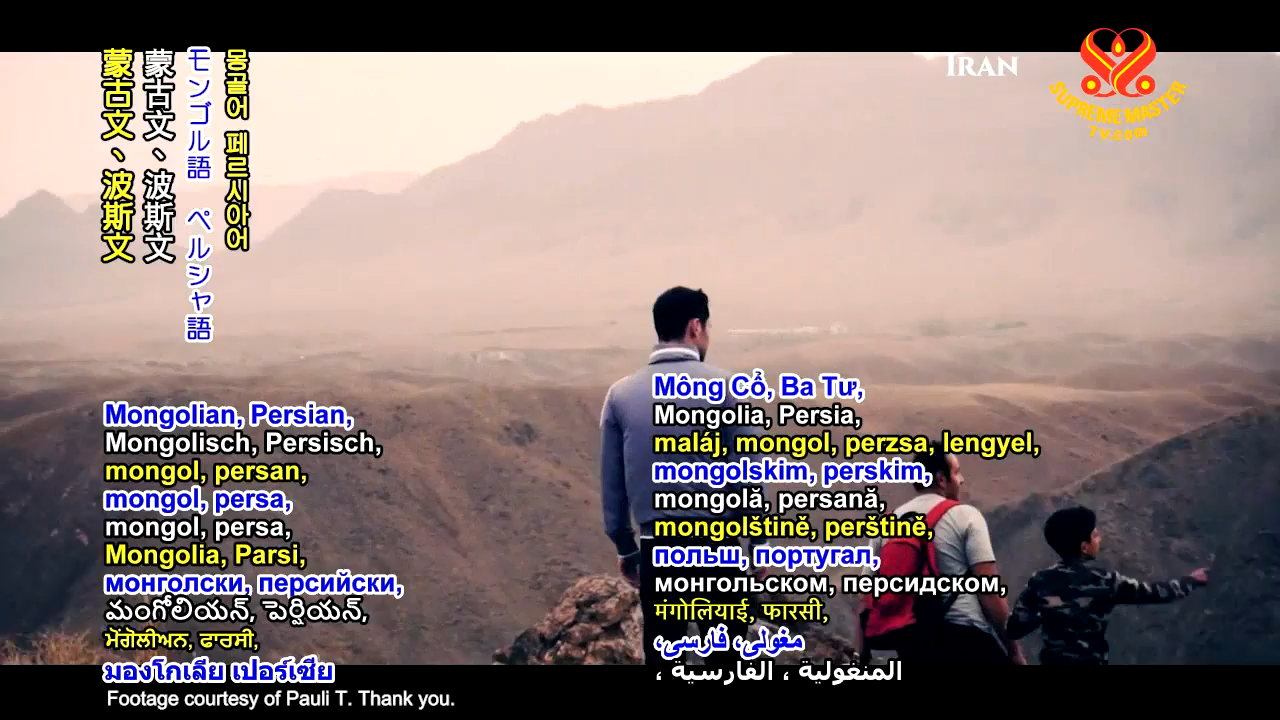 蒙古文、波斯文
蒙古文、波斯文
モンゴル語 ペルシャ語
몽골어 페르시아어
IRAN
SUPREME MASTER
TV.com
Mongolian, Persian,
Mongolisch, Persisch,
mongol, persan,
mongol, persa,
mongol, persa,
Mongolia, Parsi,
монголски, персийски,
మంగోలియన్, పెర్షియన్,
ਮੰਗੋਲੀਅਨ, ਫਾਰਸੀ,
มองโกเลีย เปอร์เซีย
Mông Cổ, Ba Tư,
Mongolia, Persia,
maláj, mongol, perzsa, lengyel,
mongolskim, perskim,
mongolă, persană,
mongolštině, perštině,
польш, португал,
монгольском, персидском,
मंगोलियाई, फारसी,
مغولی، فارسی،
المنغولية ، الفارسية ،
Footage courtesy of Pauli T. Thank you.